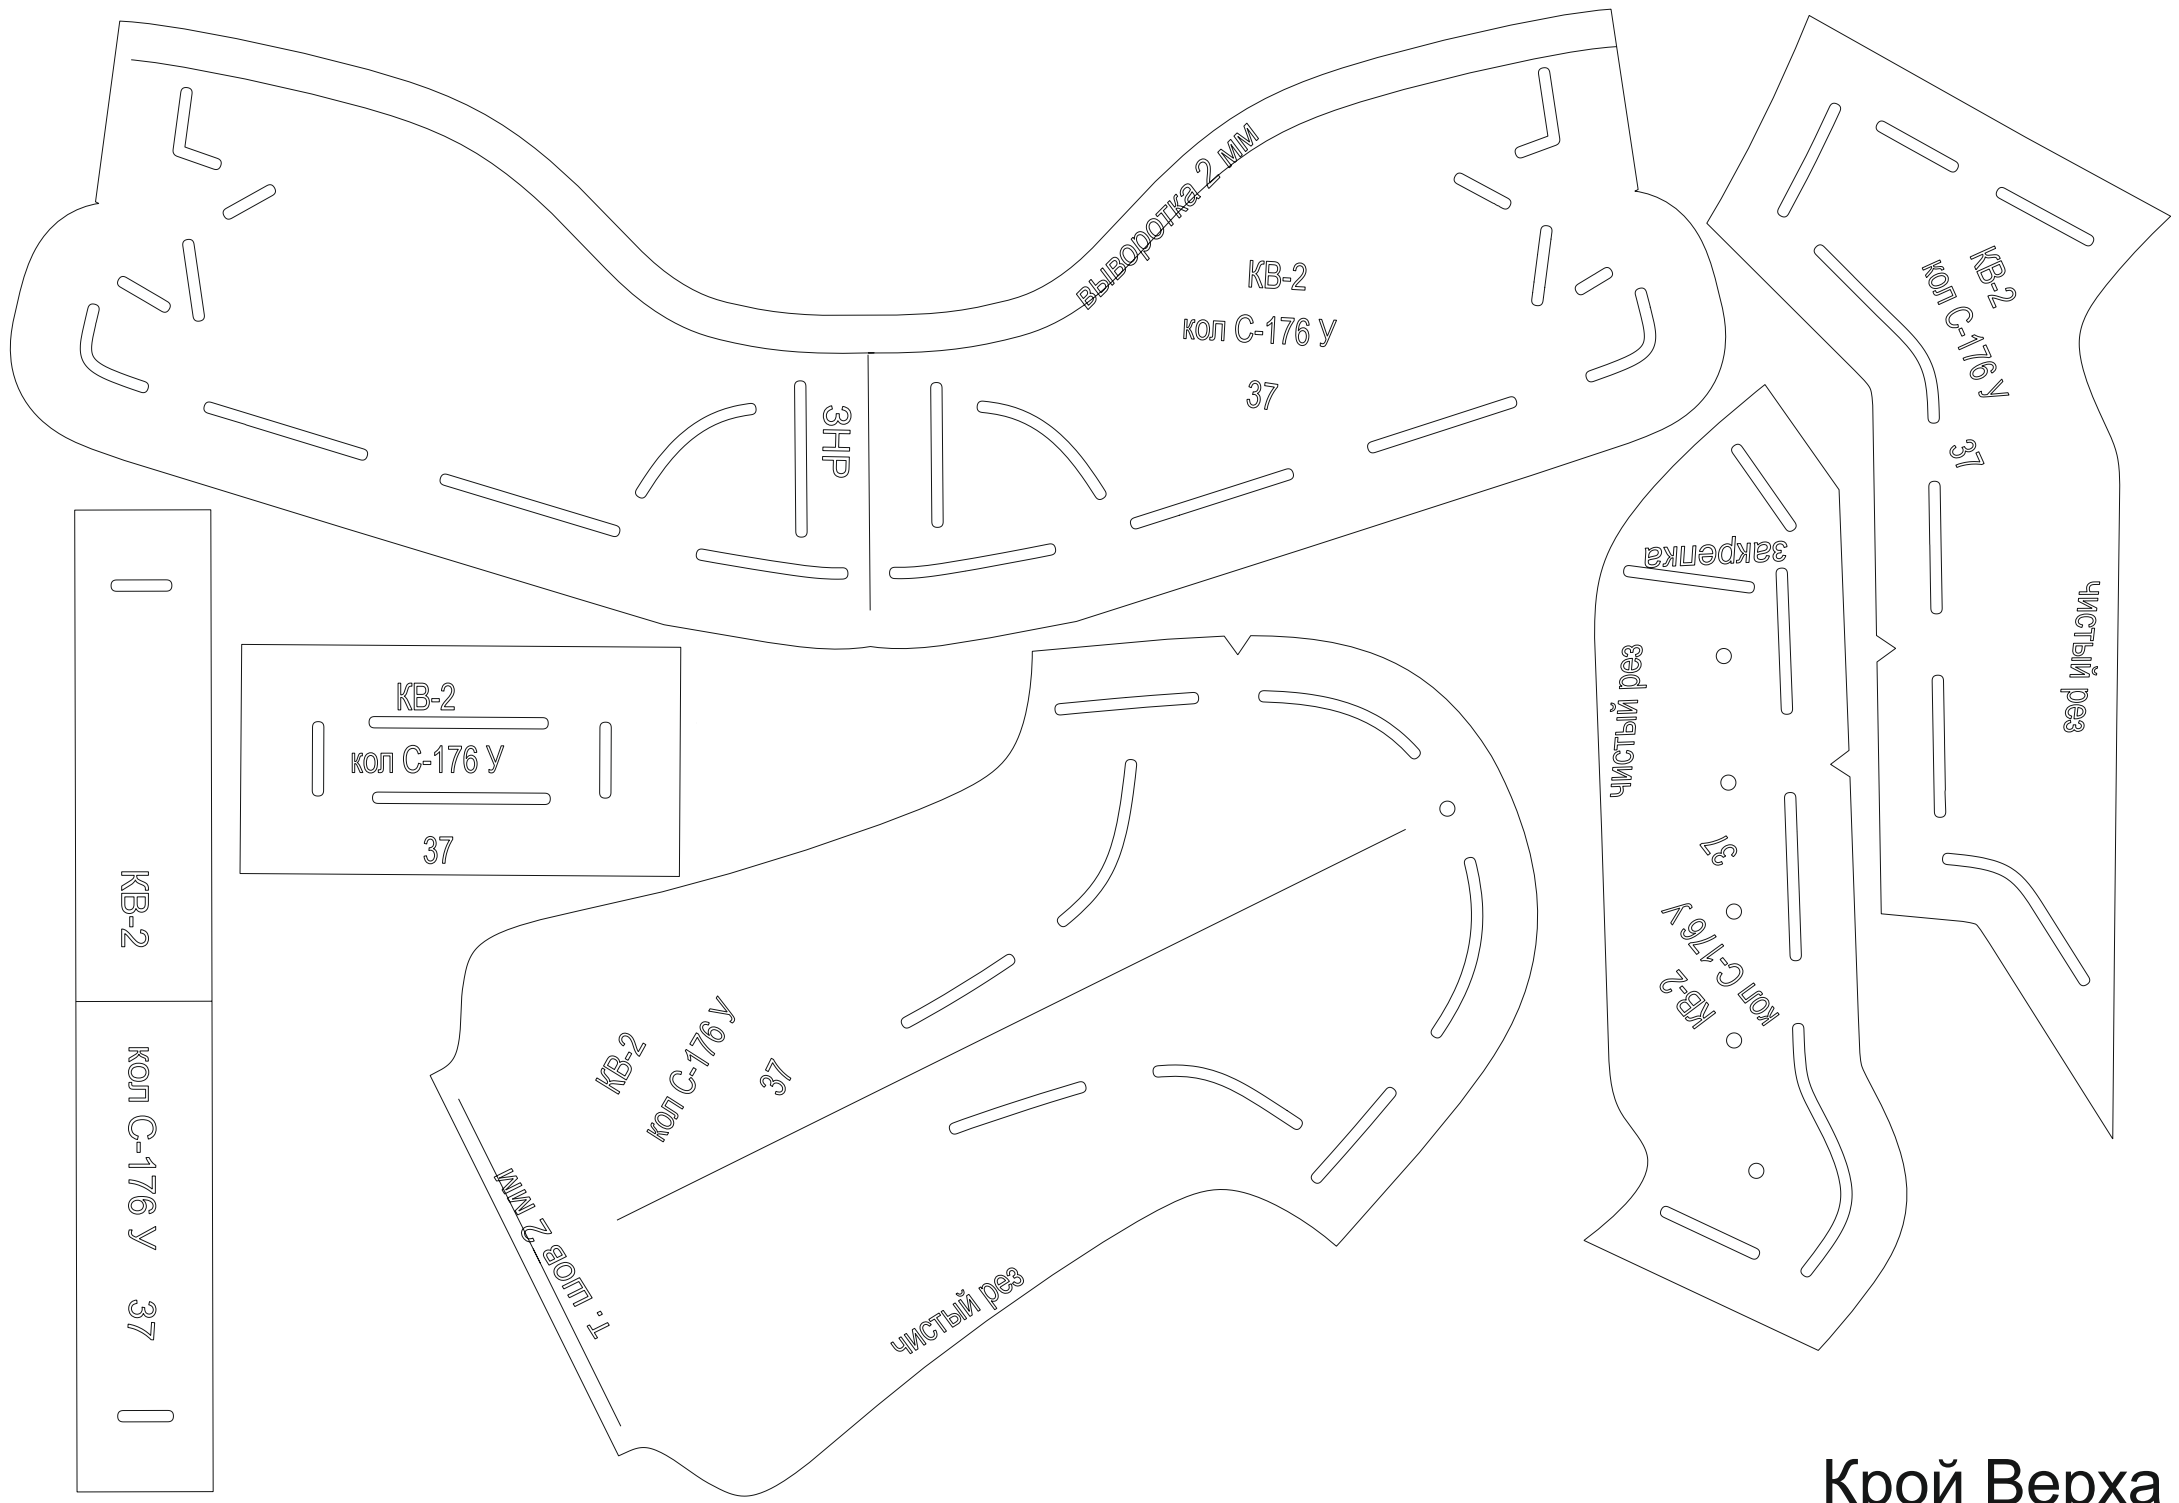 выворотка 2 мм
КВ-2
кол С-176 У
37
ЗНР
КВ-2
кол С-176 У
37
чистый рез
закрепка
чистый рез
37
кол С-176 У
КВ-2
КВ-2
кол С-176 У
37
КВ-2
кол С-176 У
37
КВ-2
кол С-176 У
37
т. шов 2 мм
чистый рез
Крой Верха